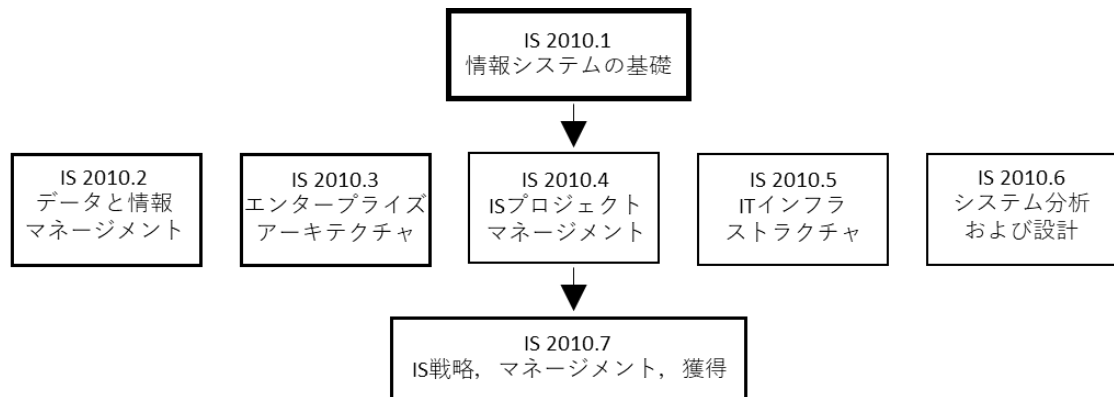 IS 2010.1
情報システムの基礎
IS 2010.2
データと情報
マネージメント
IS 2010.3
エンタープライズ
アーキテクチャ
IS 2010.4
ISプロジェクト
マネージメント
IS 2010.5
ITインフラ
ストラクチャ
IS 2010.6
システム分析
および設計
IS 2010.7
IS戦略，マネージメント，獲得